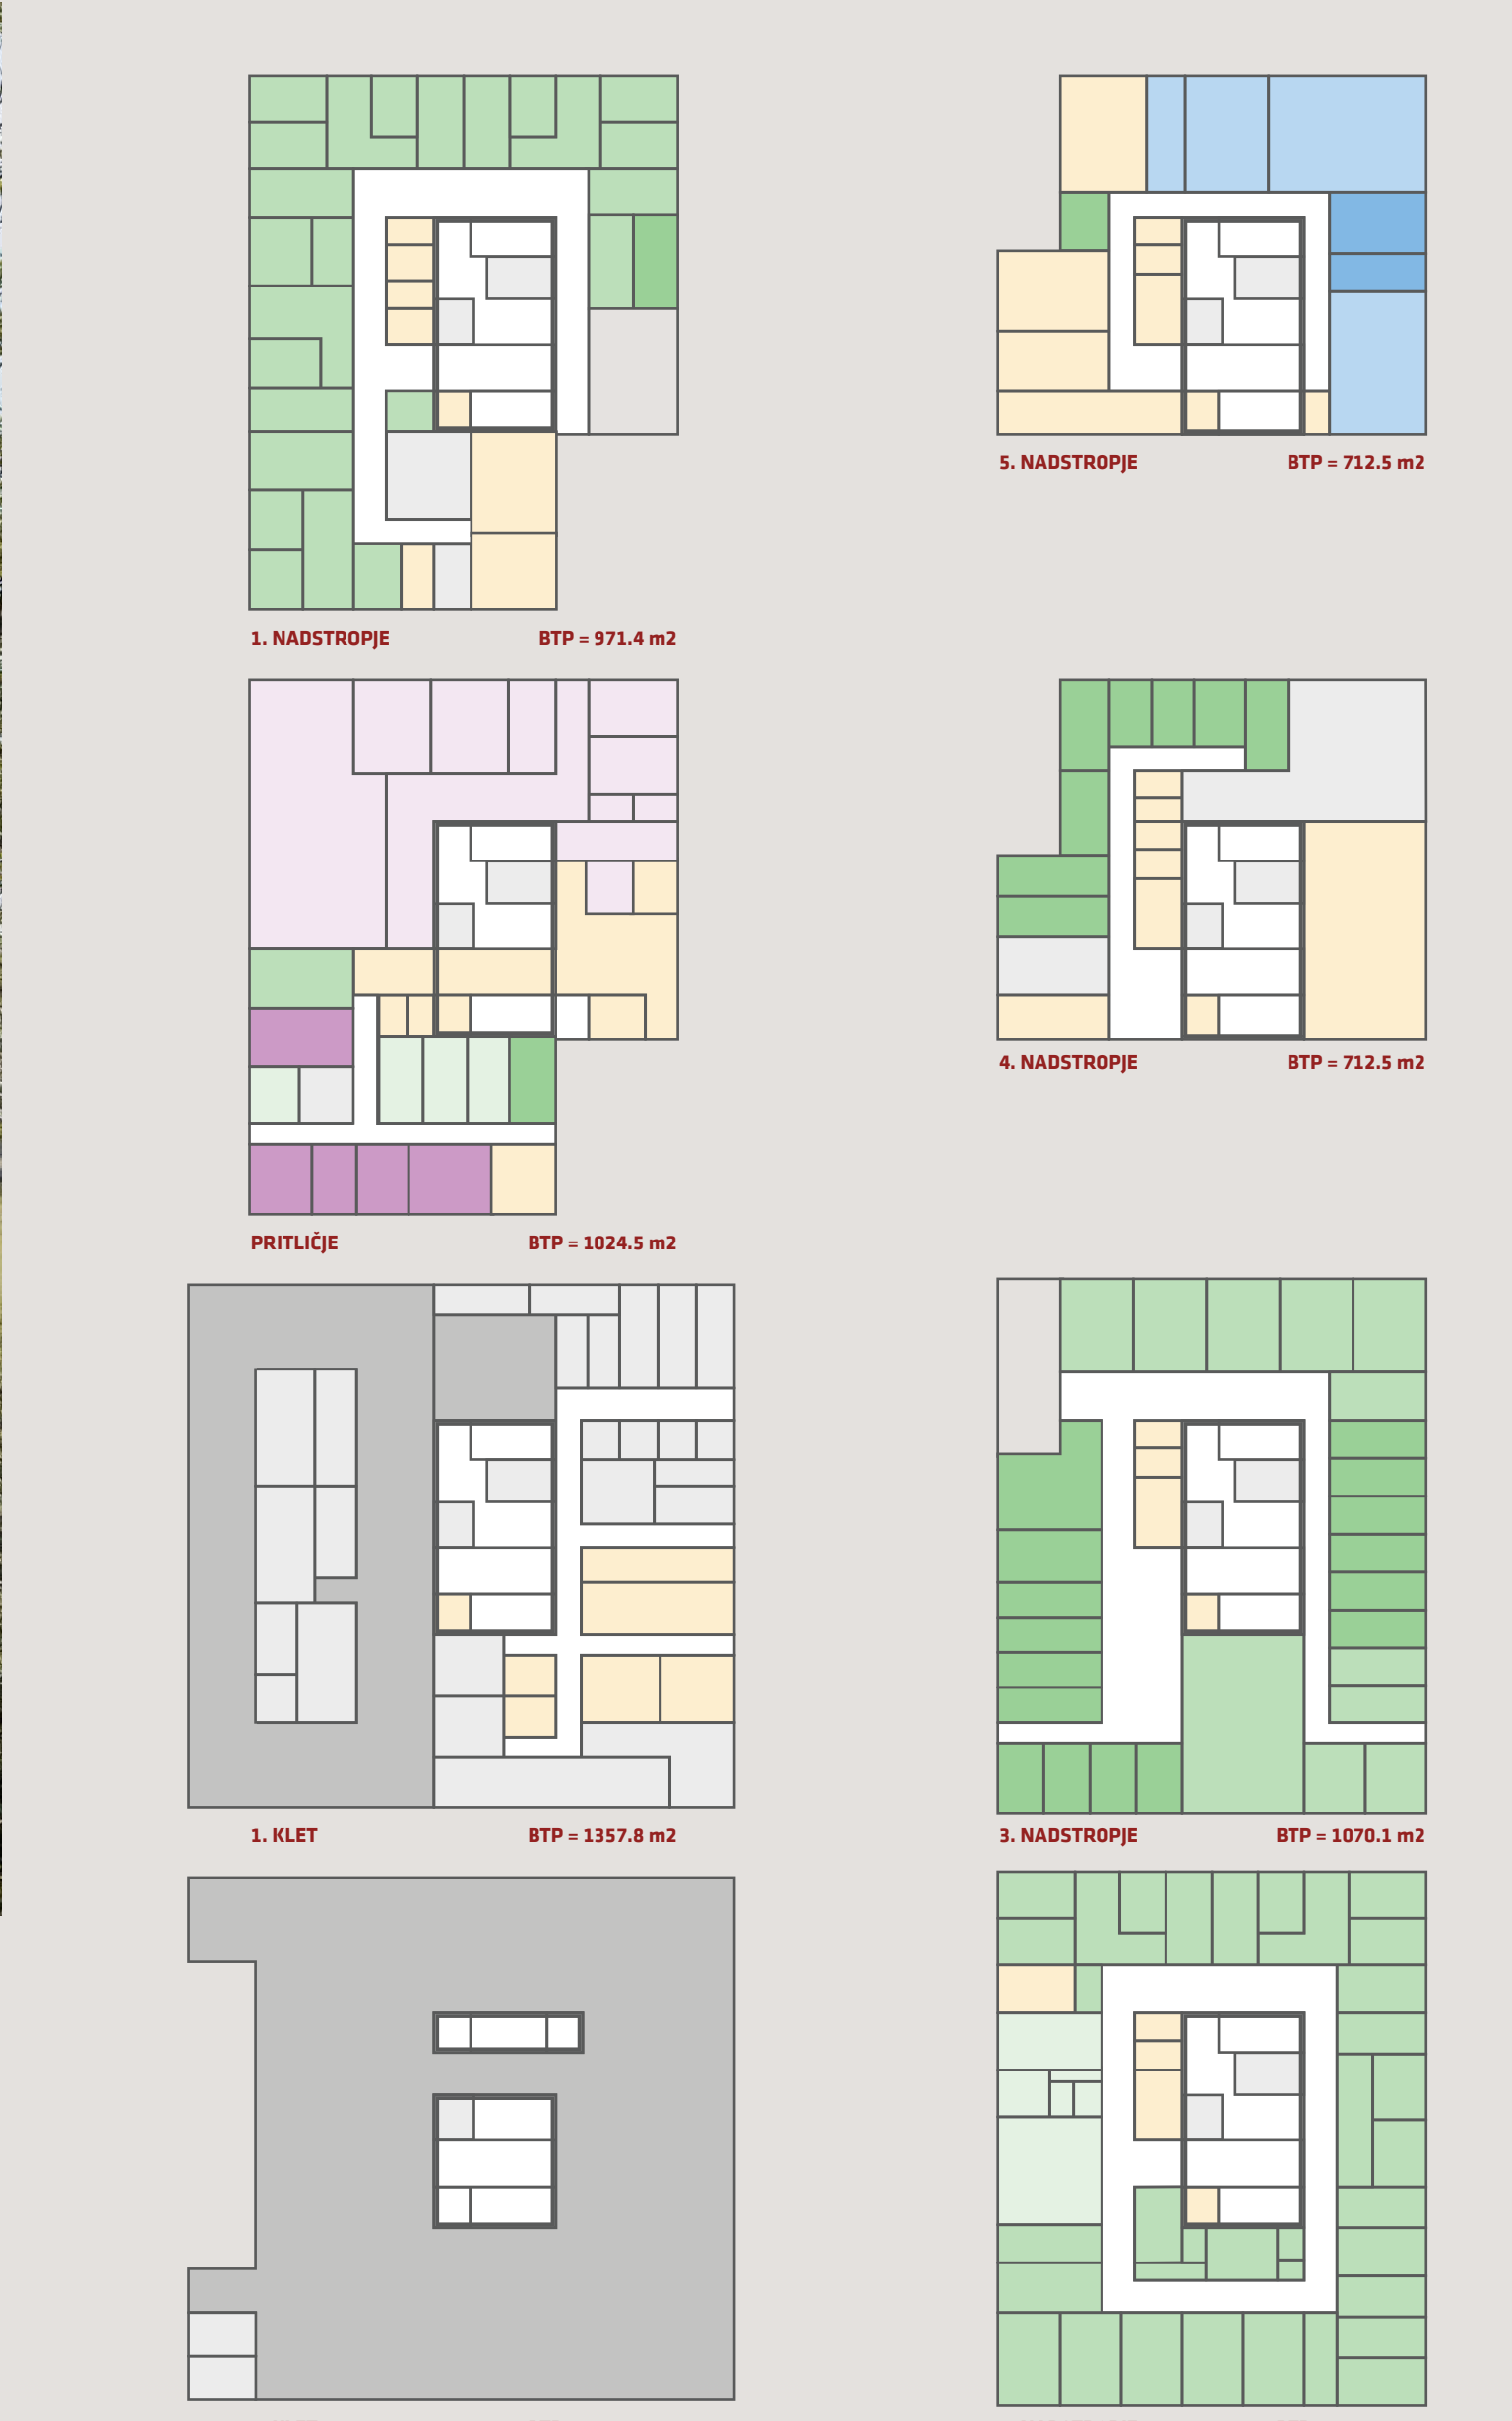 5. NADSTROPJE BTP = 712.5 m2
1. NADSTROPJE BTP = 971.4 m2
4. NADSTROPJE BTP = 712.5 m2
PRITLIČJE BTP = 1024.5 m2
1. KLET BTP = 1357.8 m2
3. NADSTROPJE BTP = 1070.1 m2